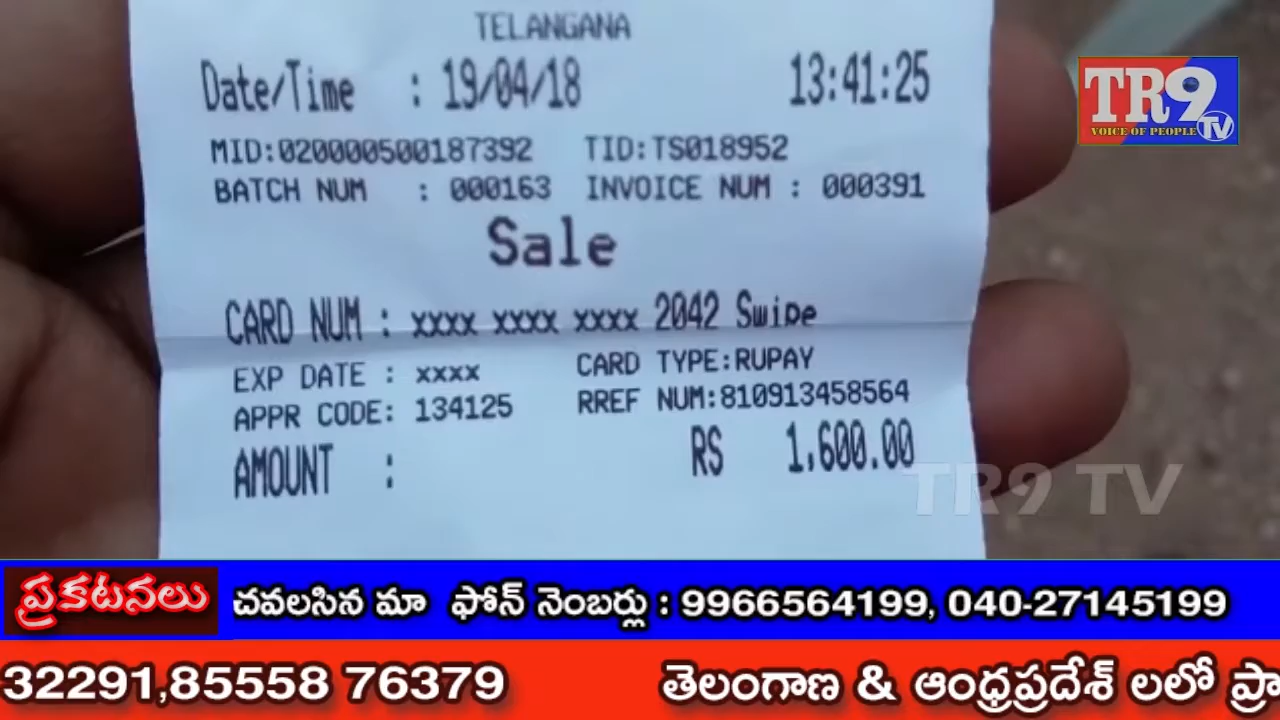 TELANGANA
Date/Time : 19/04/18 13:41:25
MID:020000500187392 TID:TS018952
BATCH NUM : 000163 INVOICE NUM : 000391
Sale
CARD NUM : xxxx xxxx xxxx 2042 Swipe
EXP DATE : xxxx CARD TYPE:RUPAY
APPR CODE: 134125 RREF NUM:810913458564
AMOUNT : RS 1,600.00
TR9
VOICE OF PEOPLE TV
TR9 TV
ప్రకటనలు చవలసిన మా ఫోన్ నెంబర్లు : 9966564199, 040-27145199
32291,85558 76379 తెలంగాణ & ఆంధ్రప్రదేశ్ లలో ప్రా